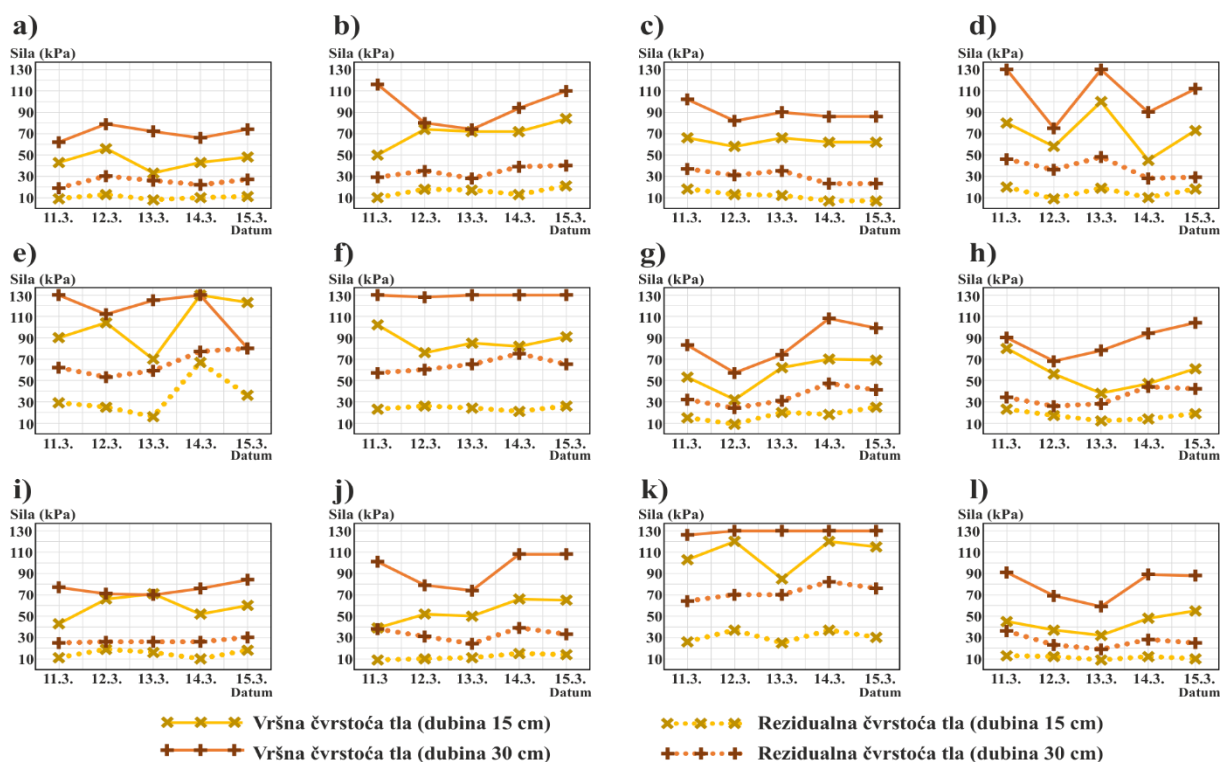 a)
b)
c)
d)
Sila (kPa)
Sila (kPa)
Sila (kPa)
Sila (kPa)
130
110
90
70
50
30
10
130
110
90
70
50
30
10
130
110
90
70
50
30
10
130
110
90
70
50
30
10
11.3. 12.3. 13.3. 14.3. 15.3.
Datum
11.3. 12.3. 13.3. 14.3. 15.3.
Datum
11.3. 12.3. 13.3. 14.3. 15.3.
Datum
11.3. 12.3. 13.3. 14.3. 15.3.
Datum
e)
f)
g)
h)
Sila (kPa)
Sila (kPa)
Sila (kPa)
Sila (kPa)
130
110
90
70
50
30
10
130
110
90
70
50
30
10
130
110
90
70
50
30
10
130
110
90
70
50
30
10
11.3. 12.3. 13.3. 14.3. 15.3.
Datum
11.3. 12.3. 13.3. 14.3. 15.3.
Datum
11.3. 12.3. 13.3. 14.3. 15.3.
Datum
11.3. 12.3. 13.3. 14.3. 15.3.
Datum
i)
j)
k)
l)
Sila (kPa)
Sila (kPa)
Sila (kPa)
Sila (kPa)
130
110
90
70
50
30
10
130
110
90
70
50
30
10
130
110
90
70
50
30
10
130
110
90
70
50
30
10
11.3. 12.3. 13.3. 14.3. 15.3.
Datum
11.3. 12.3. 13.3. 14.3. 15.3.
Datum
11.3. 12.3. 13.3. 14.3. 15.3.
Datum
11.3. 12.3. 13.3. 14.3. 15.3.
Datum
Vršna čvrstoća tla (dubina 15 cm)
Vršna čvrstoća tla (dubina 30 cm)
Rezidualna čvrstoća tla (dubina 15 cm)
Rezidualna čvrstoća tla (dubina 30 cm)